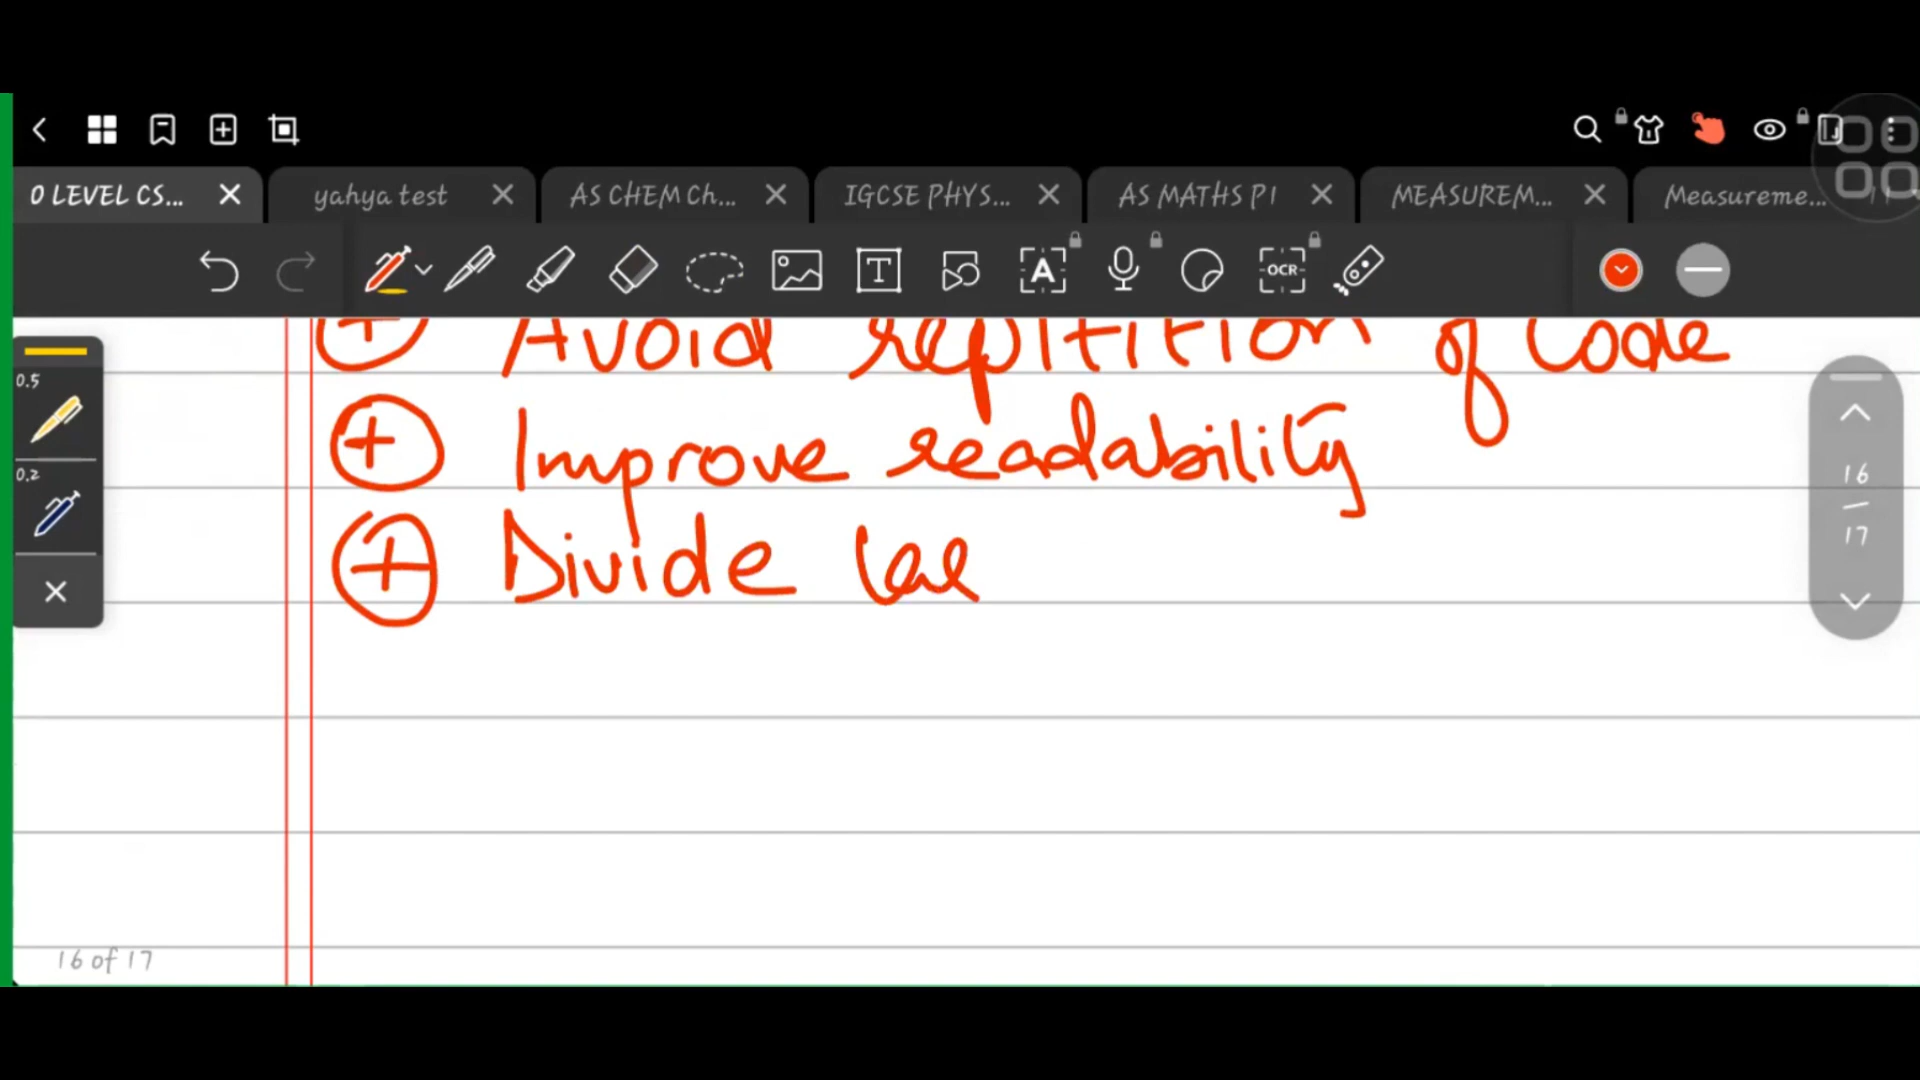 0 LEVEL CS...
yahya test
AS CHEM Ch...
IGCSE PHYS...
AS MATHS P1
MEASUREM...
Measureme...
T
A
OCR
0.5
0.2
+ Avoid repitition of Code
+ Improve readability
+ Divide
16
17
16 of 17